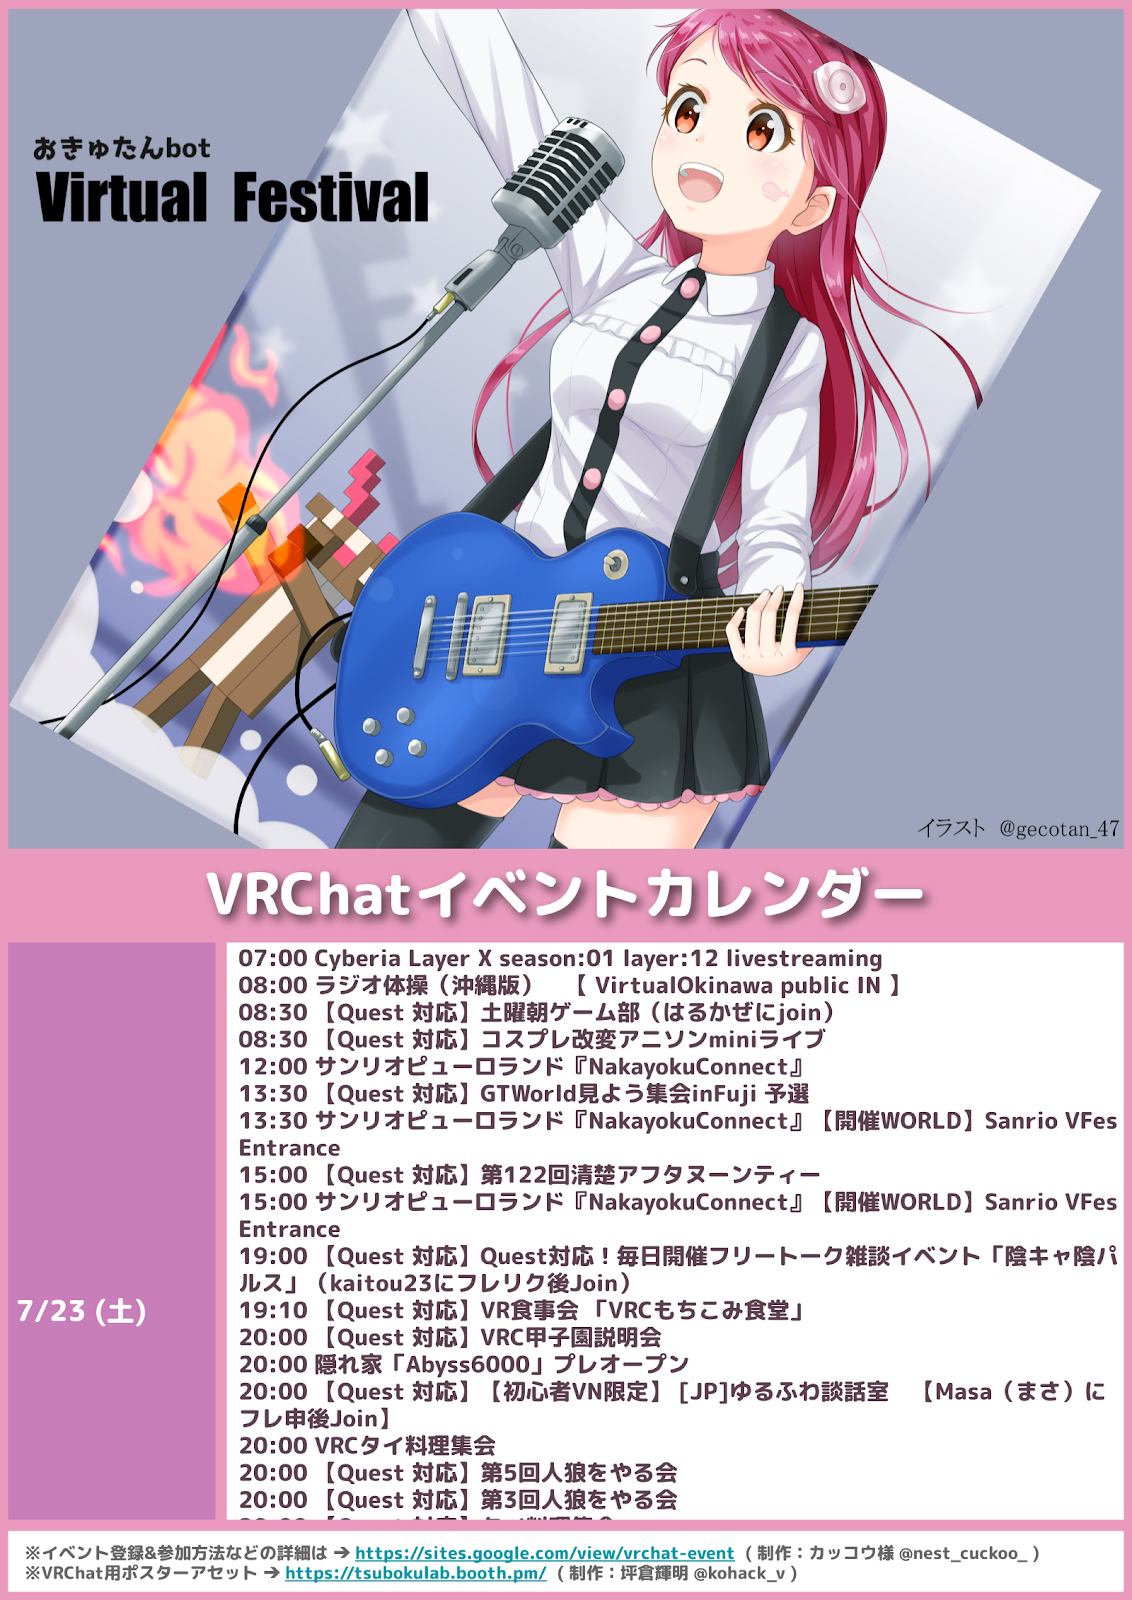 おきゅたんbot
Virtual Festival
イラスト @gecotan_47
VRChatイベントカレンダー
7/23 (土)
07:00 Cyberia Layer X season:01 layer:12 livestreaming
08:00 ラジオ体操（沖縄版）　【 VirtualOkinawa public IN 】
08:30 【Quest 対応】土曜朝ゲーム部（はるかぜにjoin）
08:30 【Quest 対応】コスプレ改変アニソンminiライブ
12:00 サンリオピューロランド『NakayokuConnect』
13:30 【Quest 対応】GTWorld見よう集会inFuji 予選
13:30 サンリオピューロランド『NakayokuConnect』【開催WORLD】Sanrio VFes
Entrance
15:00 【Quest 対応】第122回清楚アフタヌーンティー
15:00 サンリオピューロランド『NakayokuConnect』【開催WORLD】Sanrio VFes
Entrance
19:00 【Quest 対応】Quest対応！毎日開催フリートーク雑談イベント「陰キャ陰パ
ルス」（kaitou23にフレリク後Join）
19:10 【Quest 対応】VR食事会 「VRCもちこみ食堂」
20:00 【Quest 対応】VRC甲子園説明会
20:00 隠れ家「Abyss6000」プレオープン
20:00 【Quest 対応】【初心者VN限定】 [JP]ゆるふわ談話室　【Masa（まさ）に
フレ申後Join】
20:00 VRCタイ料理集会
20:00 【Quest 対応】第5回人狼をやる会
20:00 【Quest 対応】第3回人狼をやる会
※イベント登録&参加方法などの詳細は → https://sites.google.com/view/vrchat-event （ 制作：カッコウ様 @nest_cuckoo_ ）
※VRChat用ポスターアセット → https://tsubokulab.booth.pm/ （ 制作：坪倉輝明 @kohack_v ）